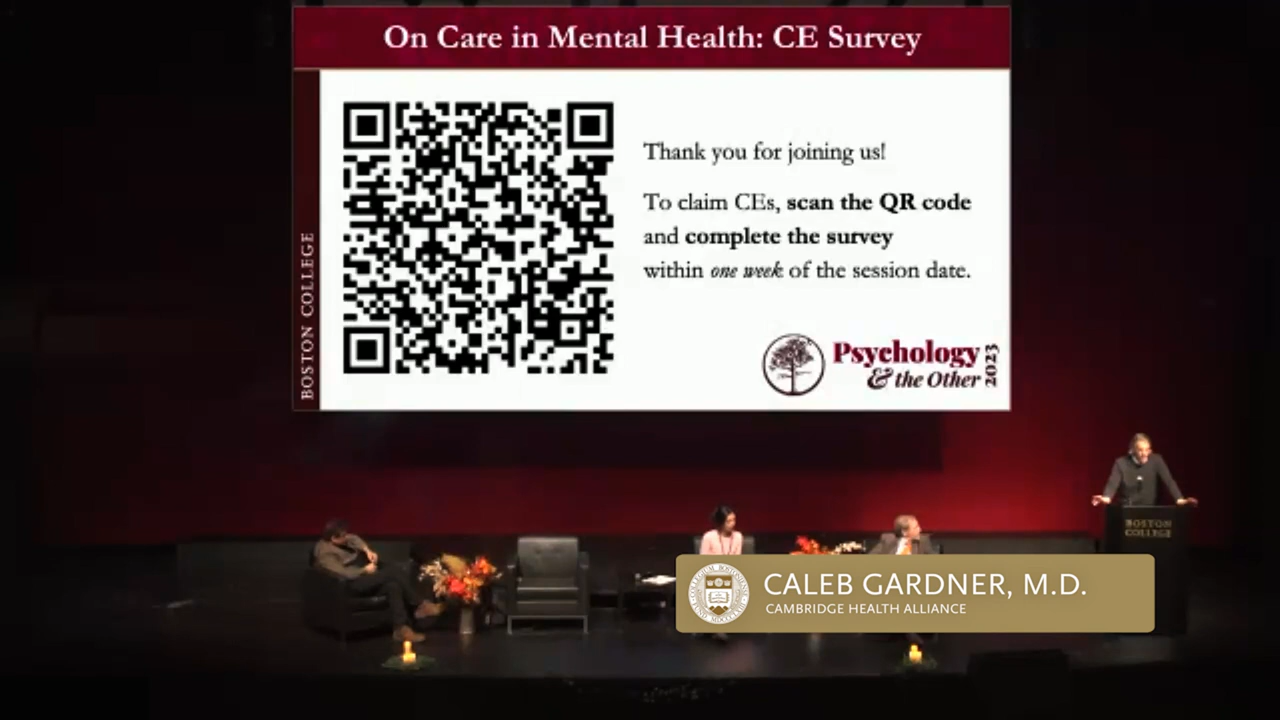 On Care in Mental Health: CE Survey
BOSTON COLLEGE
Thank you for joining us!
To claim CEs, scan the QR code
and complete the survey
within one week of the session date.
Psychology
& the Other
2023
BOSTON
COLLEGE
CALEB GARDNER, M.D.
CAMBRIDGE HEALTH ALLIANCE